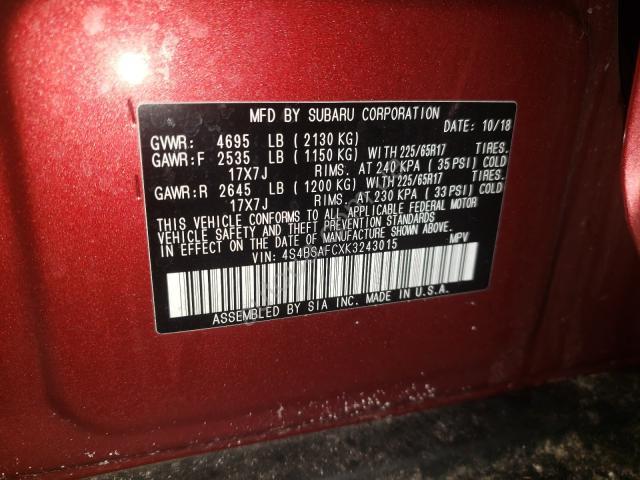 MFD BY SUBARU CORPORATION
DATE: 10/18
GVWR: 4695 LB (2130 KG)
GAWR:F 2535 LB (1150 KG) WITH 225/65R17 TIRES.
17X7J RIMS. AT 240 KPA (35 PSI) COLD
GAWR:R 2645 LB (1200 KG) WITH 225/65R17 TIRES.
17X7J RIMS. AT 230 KPA (33 PSI) COLD
THIS VEHICLE CONFORMS TO ALL APPLICABLE FEDERAL MOTOR
VEHICLE SAFETY, BUMPER, AND THEFT PREVENTION STANDARDS
IN EFFECT ON THE DATE OF MANUFACTURE SHOWN ABOVE.
VIN: 4S4BSAFCXK3243015 MPV
ASSEMBLED BY SIA INC. MADE IN U.S.A.